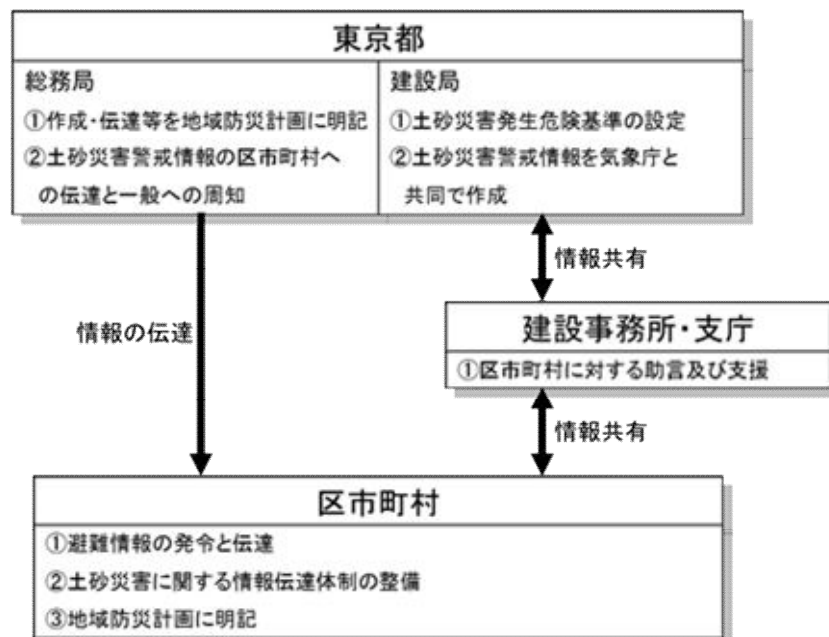 東京都
総務局
①作成・伝達等を地域防災計画に明記
②土砂災害警戒情報の区市町村へ
の伝達と一般への周知
建設局
①土砂災害発生危険基準の設定
②土砂災害警戒情報を気象庁と
共同で作成
情報共有
情報の伝達
建設事務所・支庁
①区市町村に対する助言及び支援
情報共有
区市町村
①避難情報の発令と伝達
②土砂災害に関する情報伝達体制の整備
③地域防災計画に明記